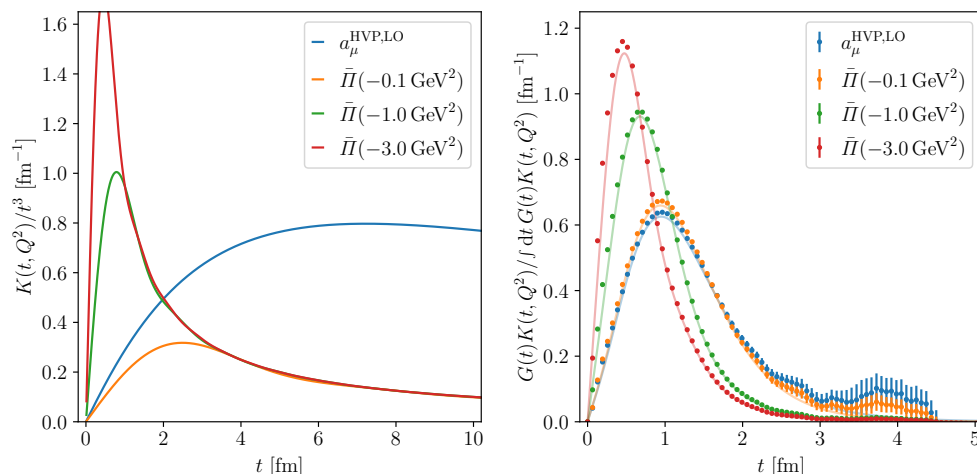 1.6
1.4
1.2
1.0
0.8
0.6
0.4
0.2
0.0
K(t, Q²)/t³ [fm⁻¹]
0 2 4 6 8 10
t [fm]
a_μ^HVP,LO
Π̄(−0.1 GeV²)
Π̄(−1.0 GeV²)
Π̄(−3.0 GeV²)
1.2
1.0
0.8
0.6
0.4
0.2
0.0
G(t)K(t, Q²)/∫ dt G(t)K(t, Q²) [fm⁻¹]
0 1 2 3 4 5
t [fm]
a_μ^HVP,LO
Π̄(−0.1 GeV²)
Π̄(−1.0 GeV²)
Π̄(−3.0 GeV²)